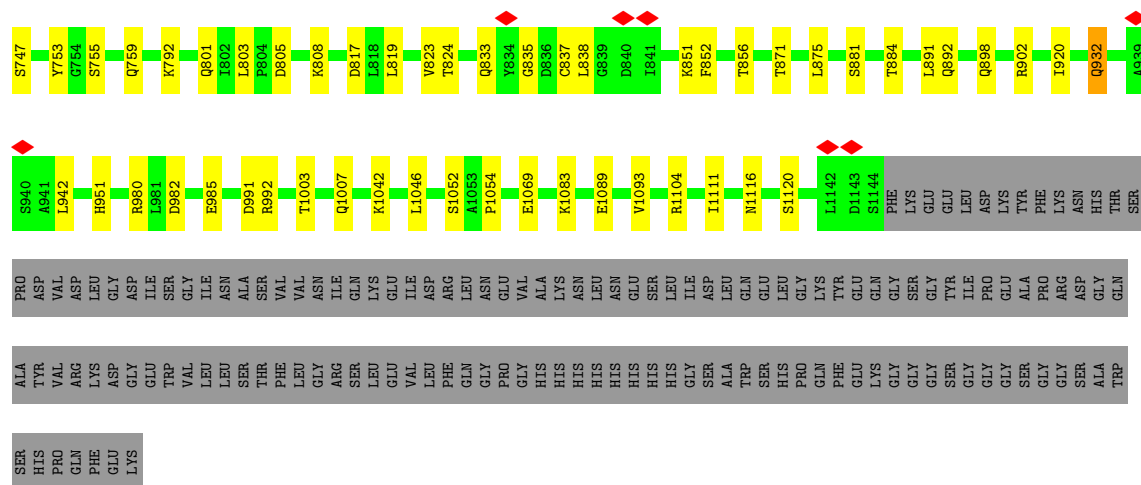 S747 Y753 G754 S755 Q759 K792 Q801 I802 L803 P804 D805 K808 D817 L818 L819 V823 T824 Q833 Y834 G835 D836 C837 L838 G839 D840 I841 K851 F852 T856 T871 L875 S881 T884 L891 Q892 Q898 R902 I920 Q932 A939
S940 A941 L942 H951 R980 L981 D982 E985 D991 R992 T1003 Q1007 K1042 L1046 S1052 A1053 P1054 E1069 K1083 E1089 V1093 R1104 I1111 N1116 S1120 L1142 D1143 S1144 PHE LYS GLU GLU LEU ASP LYS TYR PHE LYS ASN HIS THR SER
PRO ASP VAL ASP LEU GLY ASP ILE SER GLY ILE ASN ALA SER VAL VAL ASN ILE GLN LYS GLU ILE ASP ARG LEU ASN GLU VAL ALA LYS ASN LEU ASN GLU SER LEU ILE ASP LEU GLN GLU LEU GLY LYS TYR GLU GLN GLY SER GLY TYR ILE PRO GLU ALA PRO ARG ASP GLY GLN
ALA TYR VAL ARG LYS ASP GLY GLU TRP VAL LEU LEU SER THR PHE LEU GLY ARG SER LEU GLU VAL LEU PHE GLN GLY PRO GLY HIS HIS HIS HIS HIS HIS HIS HIS GLY SER ALA TRP SER HIS PRO GLN PHE GLU LYS GLY GLY GLY SER GLY GLY GLY SER GLY GLY SER ALA TRP
SER HIS PRO GLN PHE GLU LYS